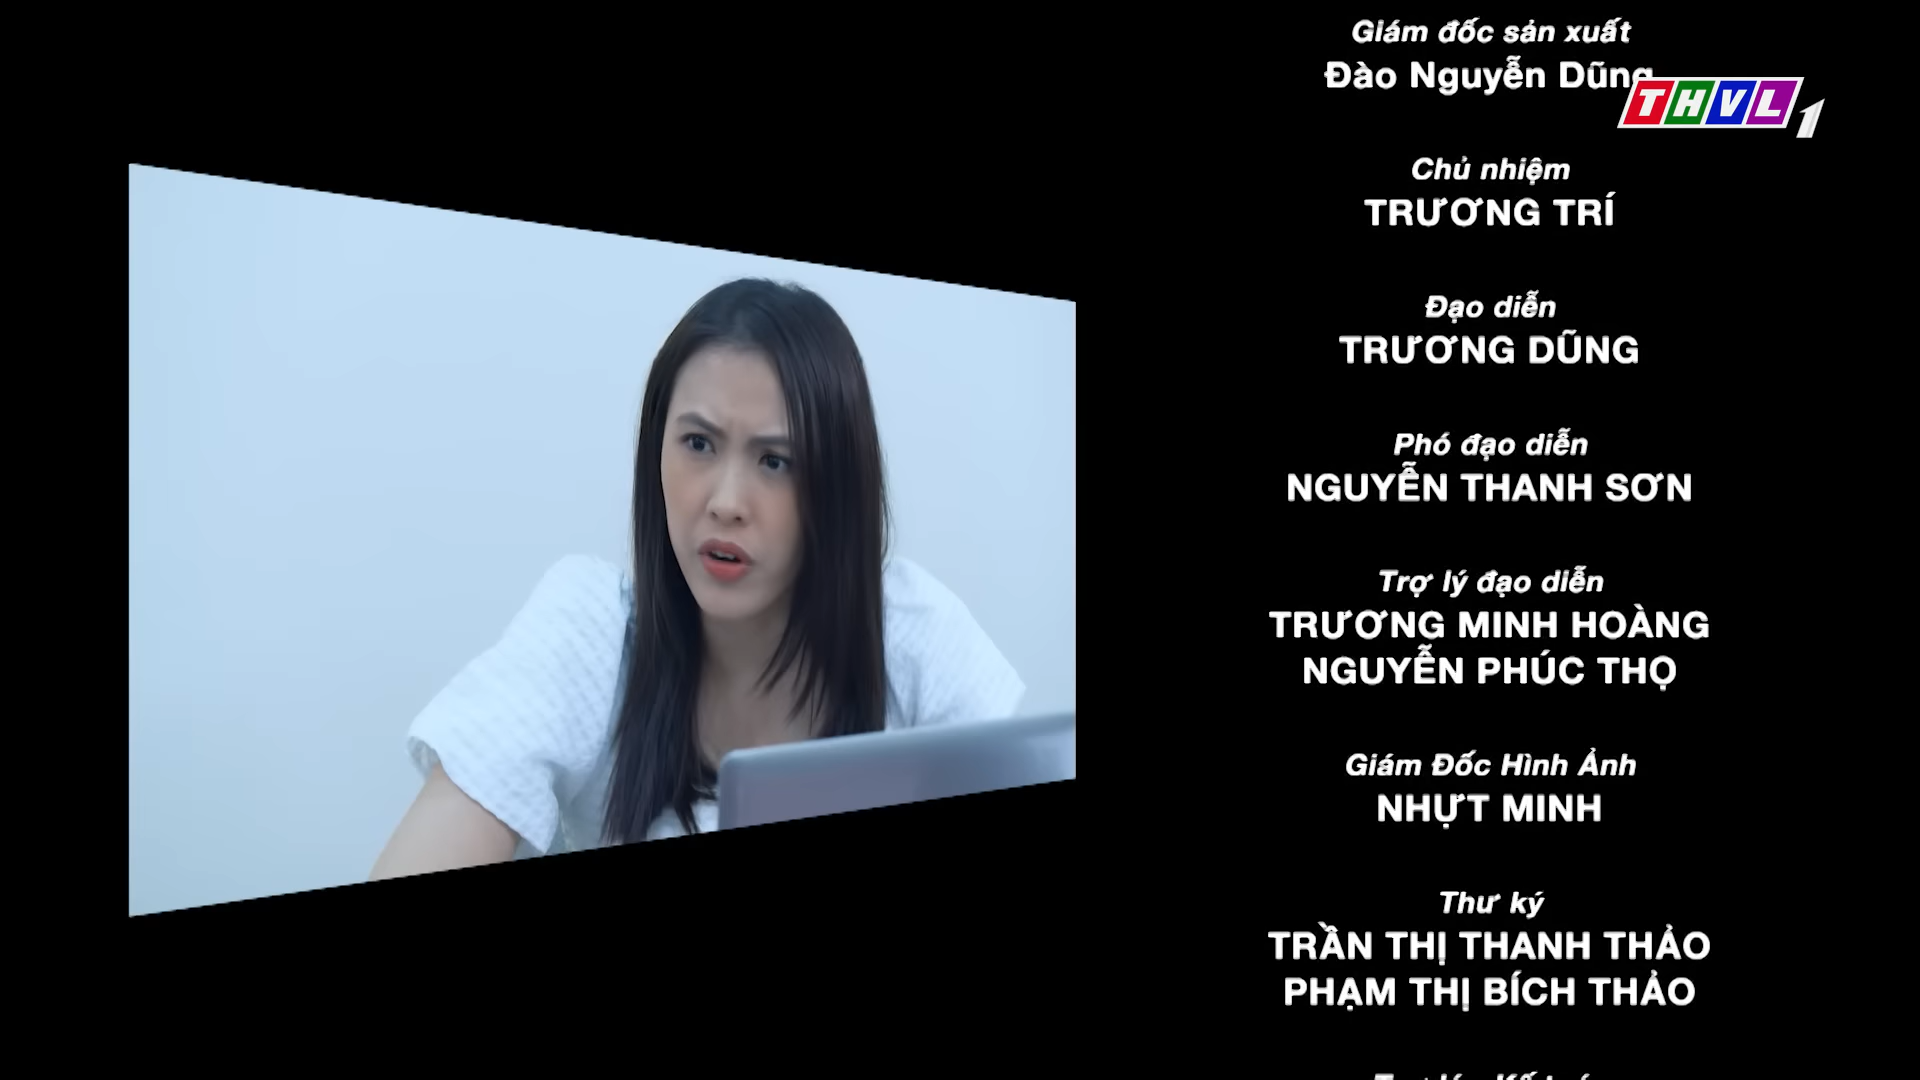 Giám đốc sản xuất
Đào Nguyễn Dũng
THVL1
Chủ nhiệm
TRƯƠNG TRÍ
Đạo diễn
TRƯƠNG DŨNG
Phó đạo diễn
NGUYỄN THANH SƠN
Trợ lý đạo diễn
TRƯƠNG MINH HOÀNG
NGUYỄN PHÚC THỌ
Giám Đốc Hình Ảnh
NHỰT MINH
Thư ký
TRẦN THỊ THANH THẢO
PHẠM THỊ BÍCH THẢO